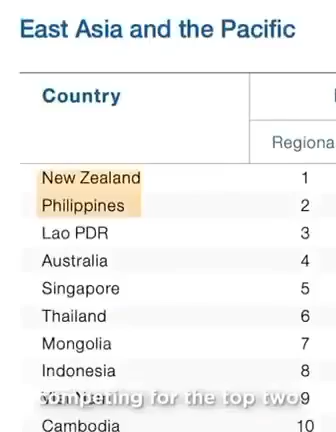 East Asia and the Pacific
Country
Regiona
New Zealand 1
Philippines 2
Lao PDR 3
Australia 4
Singapore 5
Thailand 6
Mongolia 7
Indonesia 8
9
competing for the top two
Cambodia 10